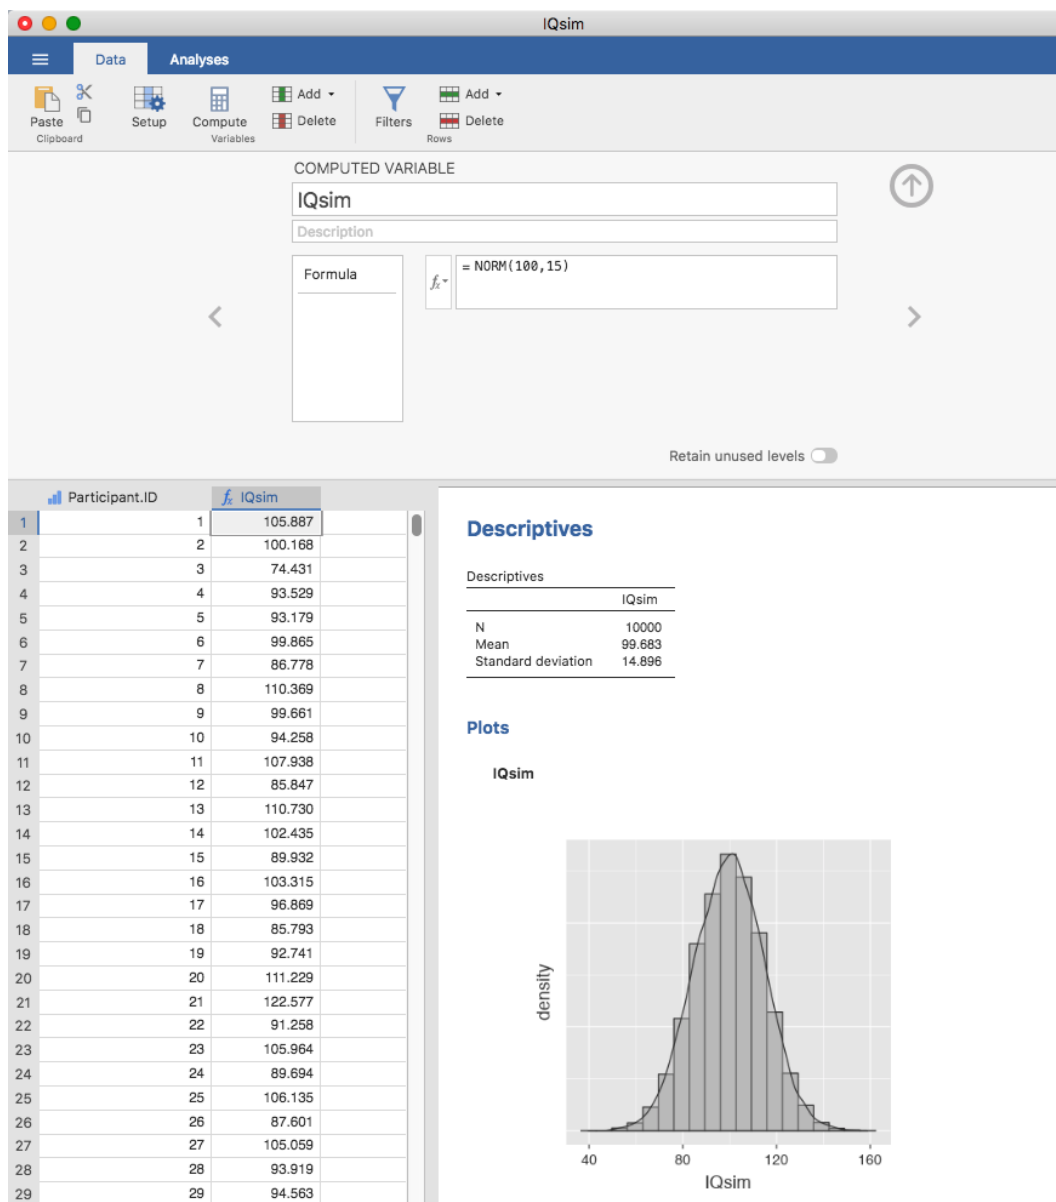 IQsim
Data Analyses
Paste Setup Compute Add Delete Filters Add Delete
Clipboard Variables Rows
COMPUTED VARIABLE
IQsim
Description
Formula
fx = NORM(100,15)
Retain unused levels
Participant.ID fx IQsim
1 1 105.887
2 2 100.168
3 3 74.431
4 4 93.529
5 5 93.179
6 6 99.865
7 7 86.778
8 8 110.369
9 9 99.661
10 10 94.258
11 11 107.938
12 12 85.847
13 13 110.730
14 14 102.435
15 15 89.932
16 16 103.315
17 17 96.869
18 18 85.793
19 19 92.741
20 20 111.229
21 21 122.577
22 22 91.258
23 23 105.964
24 24 89.694
25 25 106.135
26 26 87.601
27 27 105.059
28 28 93.919
29 29 94.563
Descriptives
Descriptives
IQsim
N 10000
Mean 99.683
Standard deviation 14.896
Plots
IQsim
density
40 80 120 160
IQsim